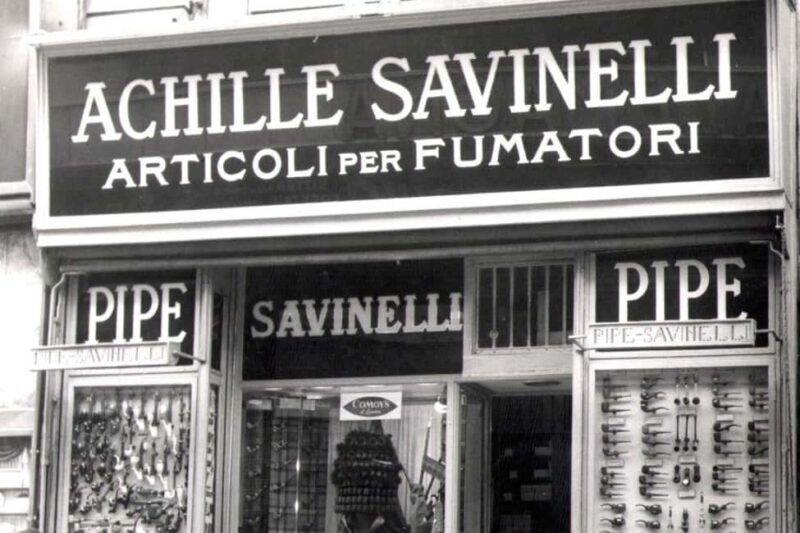 ACHILLE SAVINELLI
ARTICOLI PER FUMATORI
PIPE
SAVINELLI
PIPE
PIPE-SAVINELLI
PIPE-SAVINELLI
COMOY'S